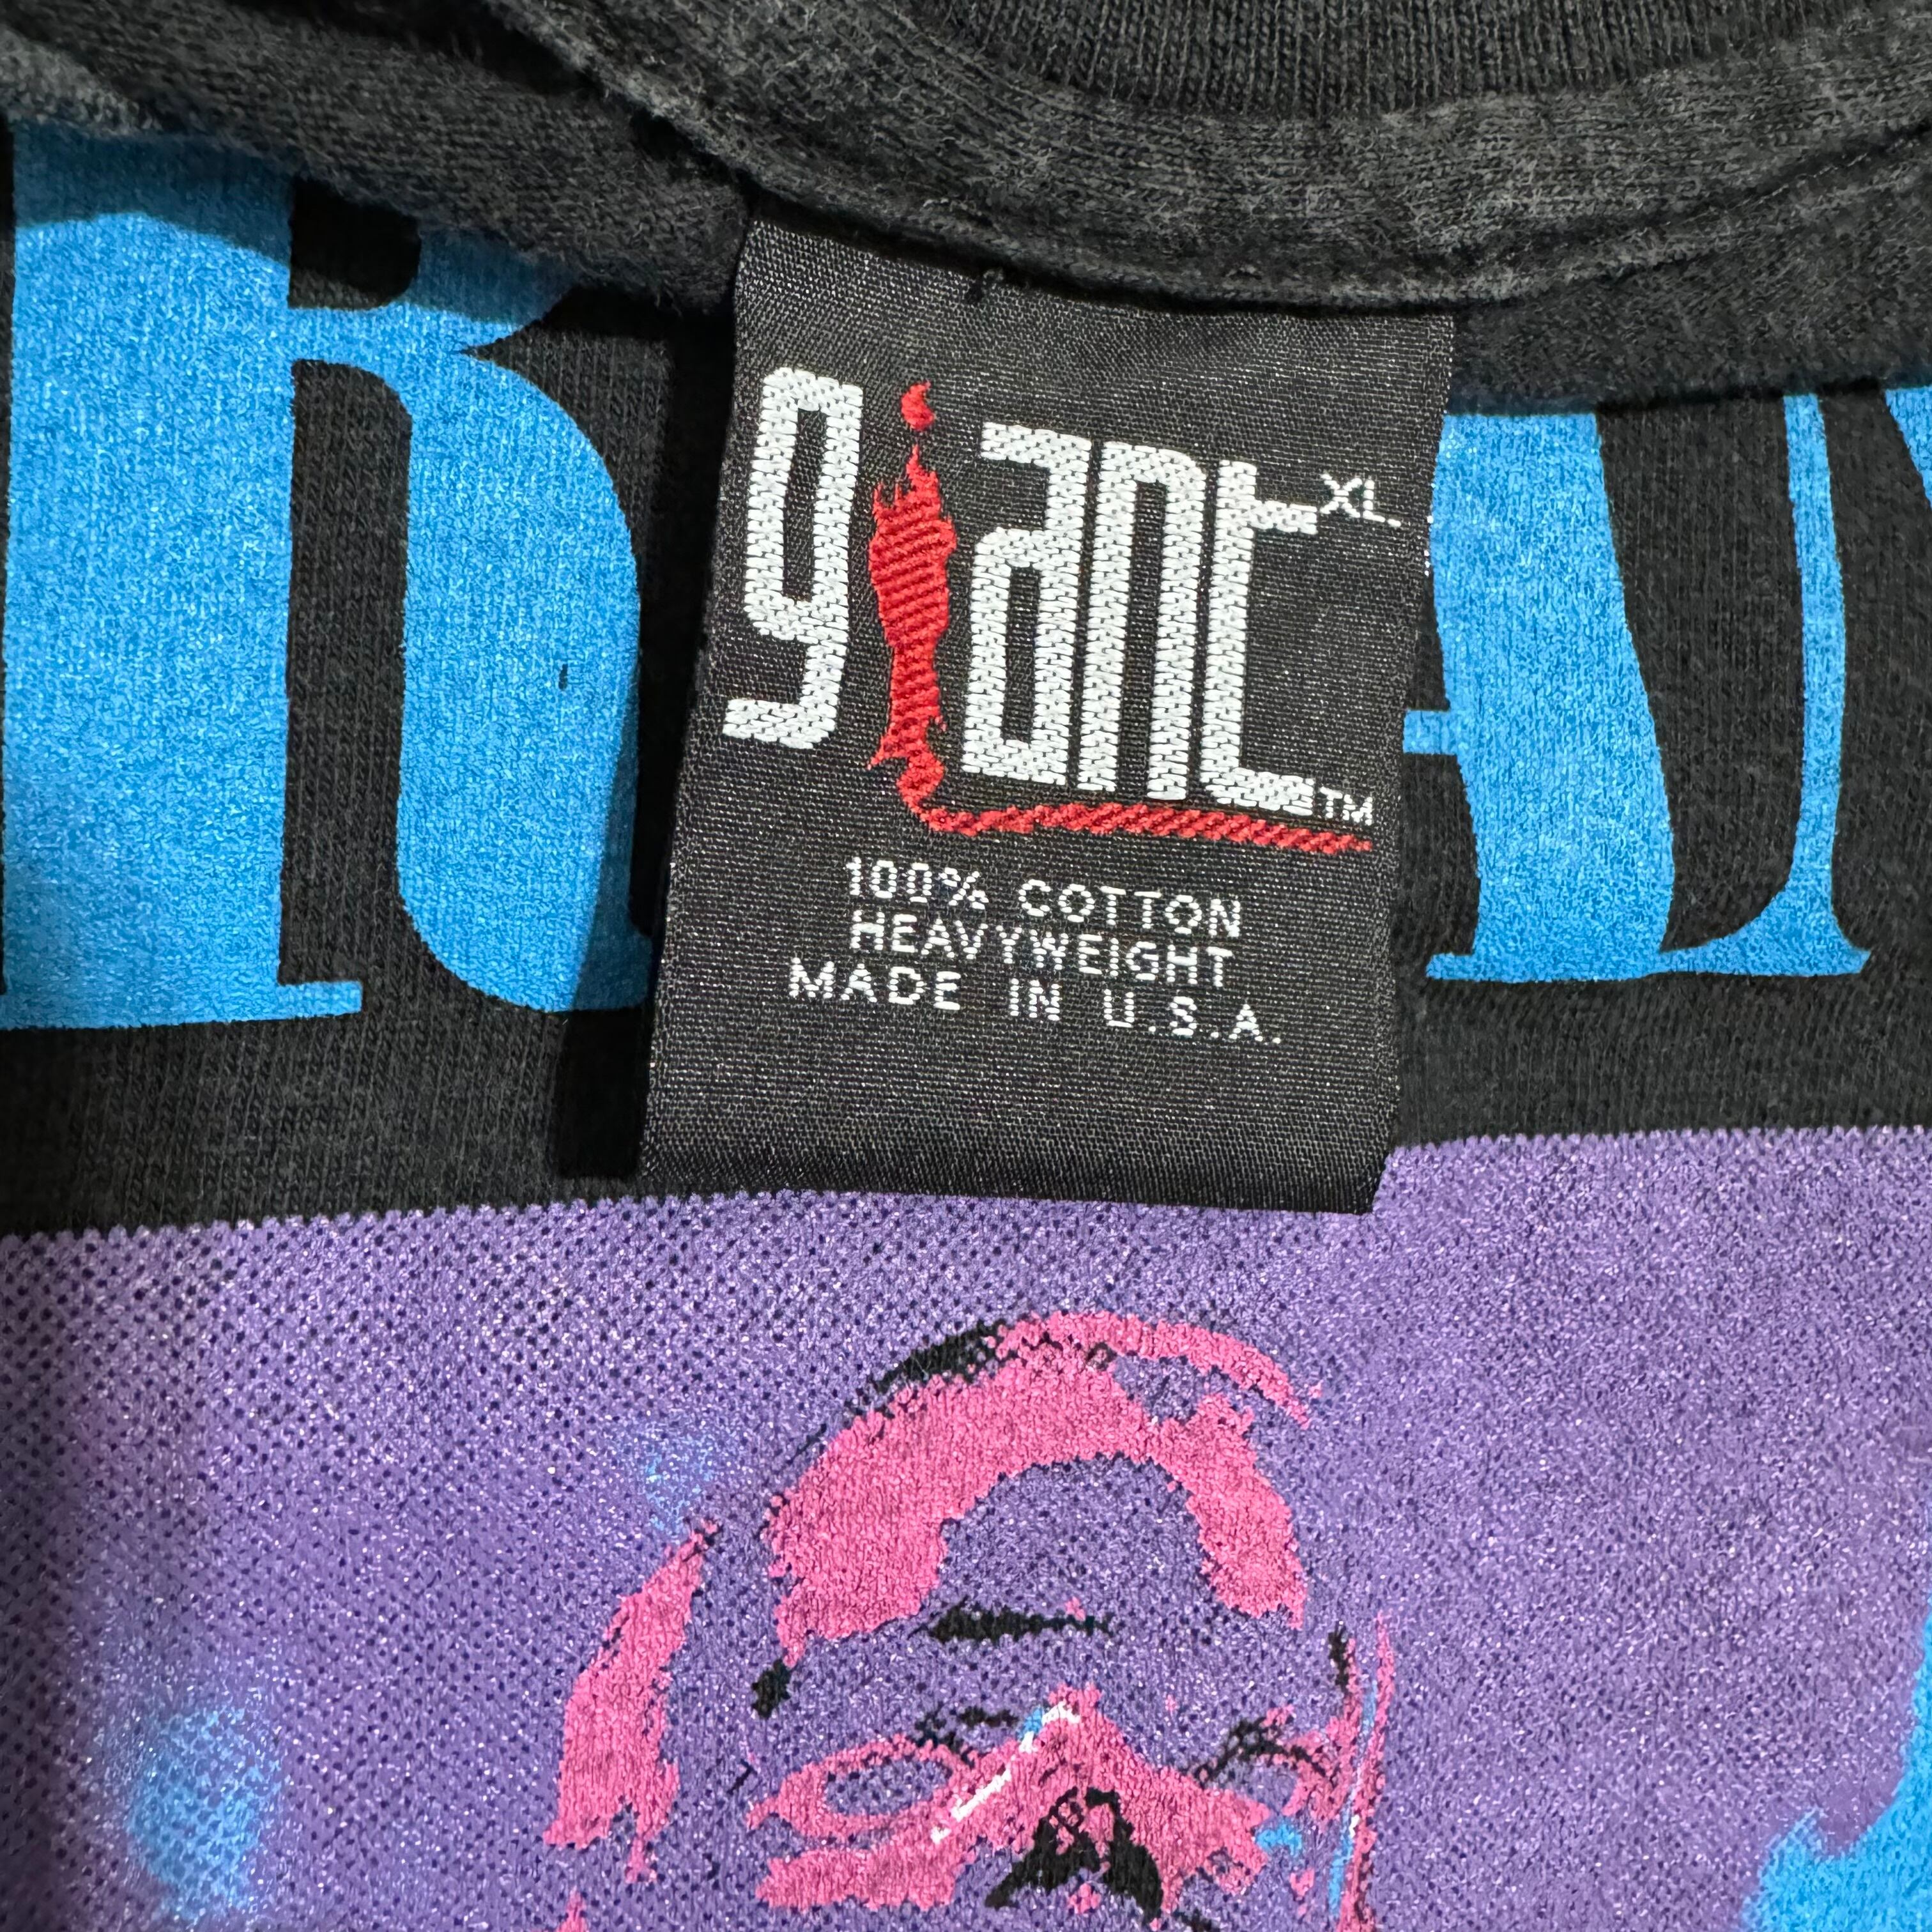 giant XL.
TM
100% COTTON
HEAVYWEIGHT
MADE IN U.S.A.